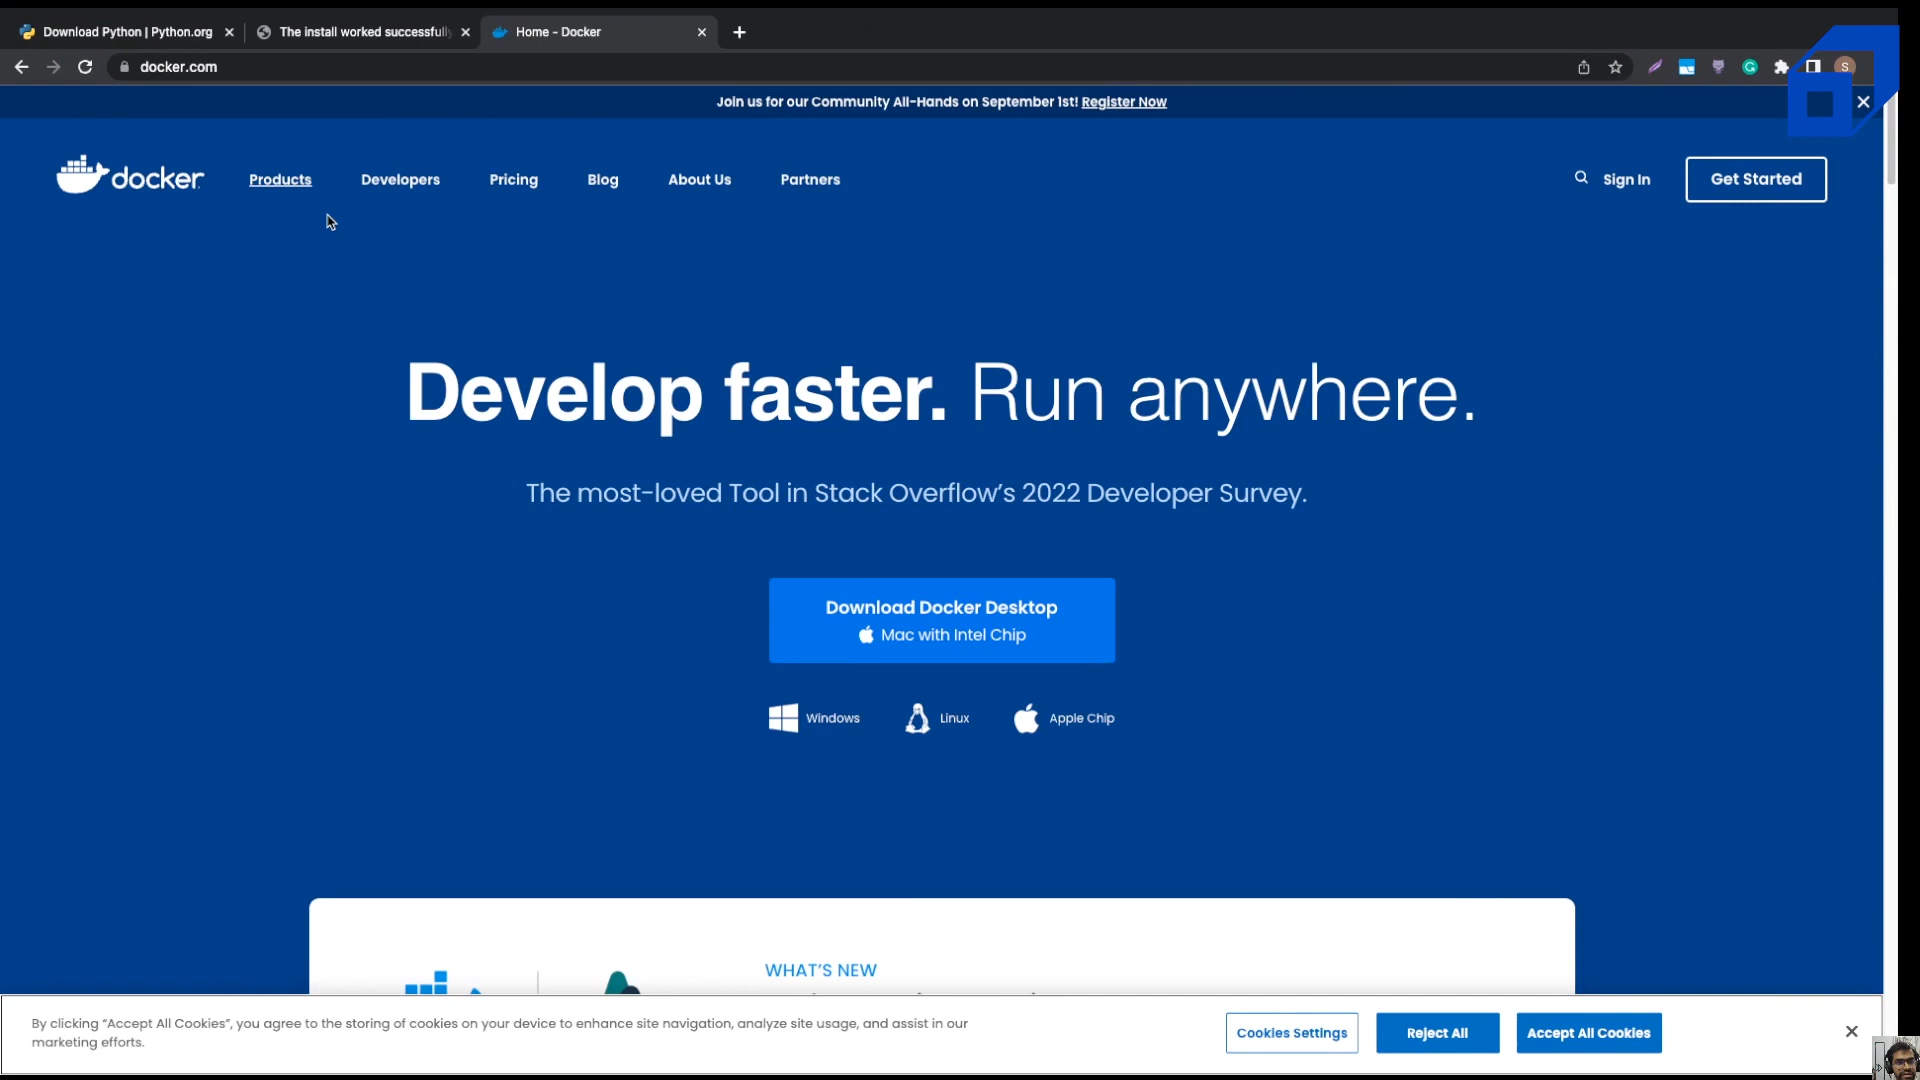 Download Python | Python.org
The install worked successfull
Home - Docker
docker.com
S
Join us for our Community All-Hands on September 1st! Register Now
docker
Products
Developers
Pricing
Blog
About Us
Partners
Sign In
Get Started
Develop faster. Run anywhere.
The most-loved Tool in Stack Overflow's 2022 Developer Survey.
Download Docker Desktop
Mac with Intel Chip
Windows
Linux
Apple Chip
WHAT'S NEW
By clicking “Accept All Cookies”, you agree to the storing of cookies on your device to enhance site navigation, analyze site usage, and assist in our
marketing efforts.
Cookies Settings
Reject All
Accept All Cookies